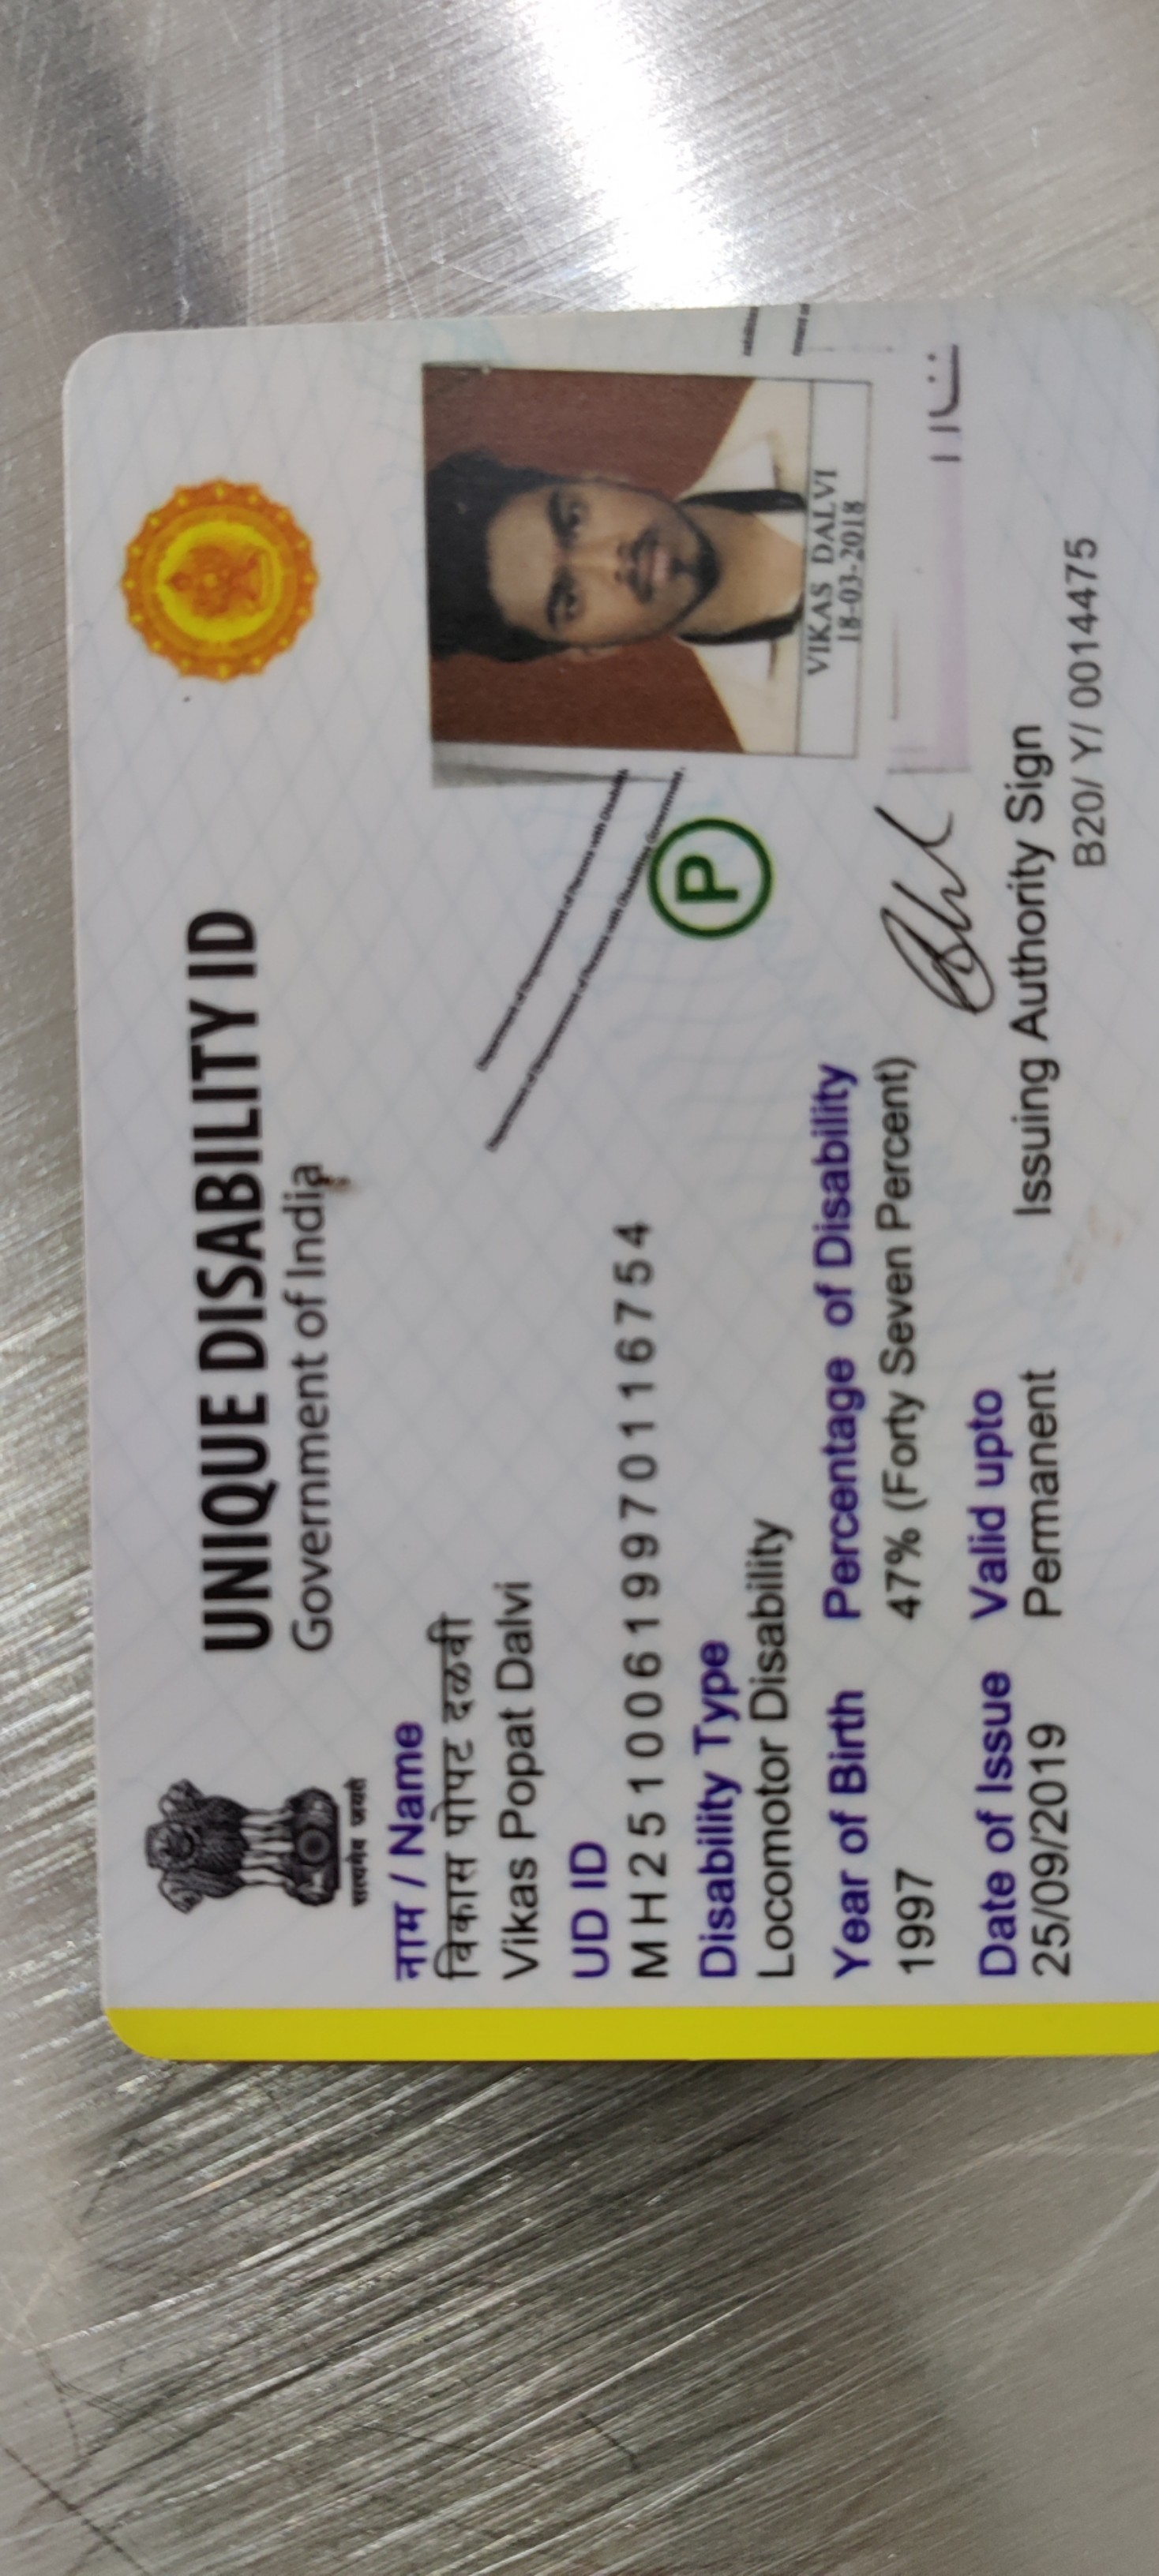 UNIQUE DISABILITY ID
Government of India
सत्यमेव जयते
नाम / Name
विकास पोपट दळवी
Vikas Popat Dalvi
UD ID
MH25100619970116754
Disability Type
Locomotor Disability
Year of Birth
1997
Percentage of Disability
47% (Forty Seven Percent)
Date of Issue
25/09/2019
Valid upto
Permanent
P
VIKAS DALVI
18-03-2018
Issuing Authority Sign
B20/ Y/ 0014475